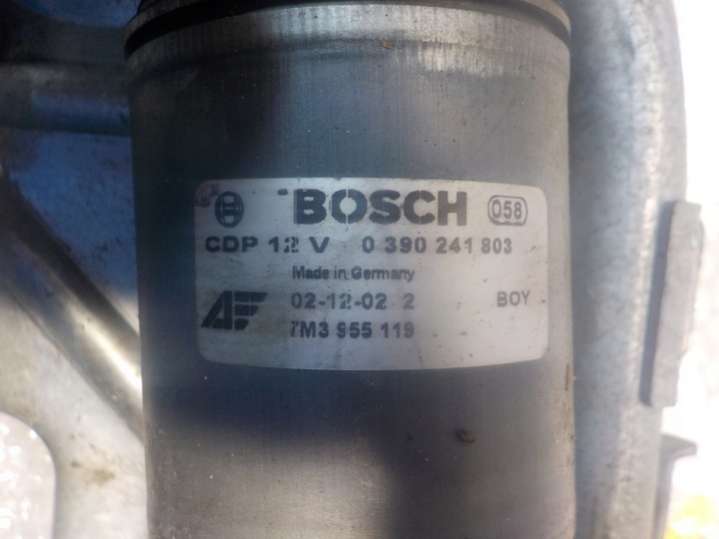 BOSCH 058
CDP 12 V 0 390 241 803
Made in Germany
02-12-02 2 BOY
AF 7M3 955 119